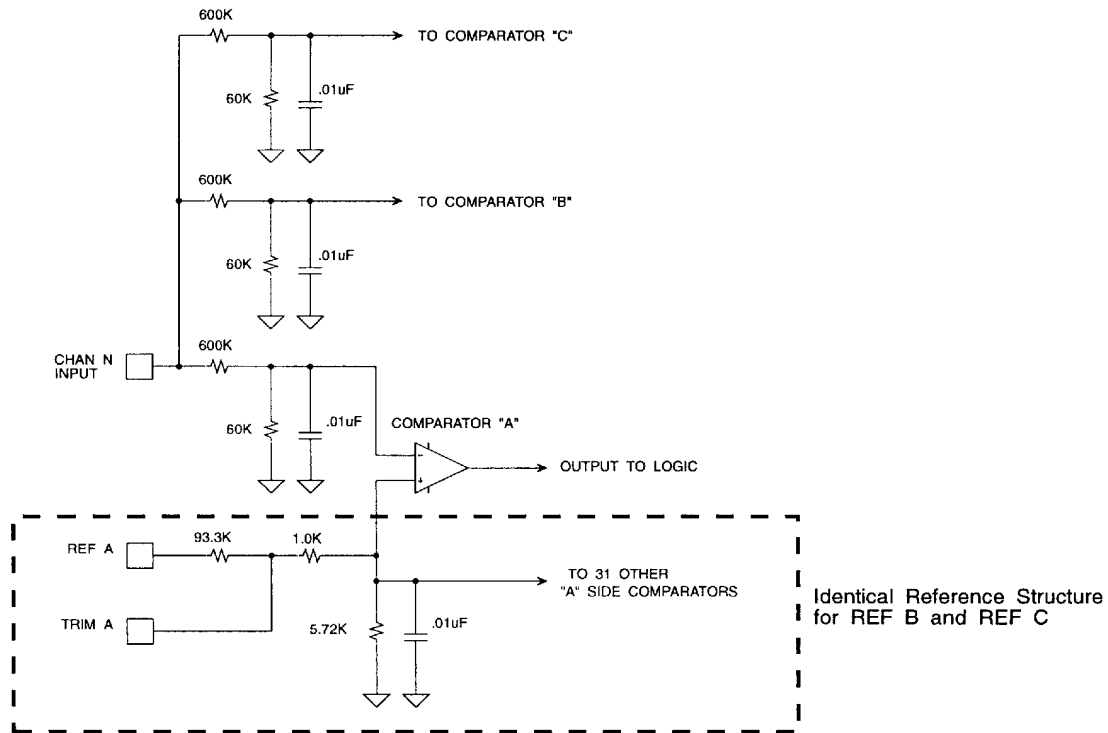 600K
TO COMPARATOR "C"
60K
.01uF
600K
TO COMPARATOR "B"
60K
.01uF
CHAN N
INPUT
600K
60K
.01uF
COMPARATOR "A"
-
+
OUTPUT TO LOGIC
REF A
93.3K
1.0K
TO 31 OTHER
"A" SIDE COMPARATORS
TRIM A
5.72K
.01uF
Identical Reference Structure
for REF B and REF C